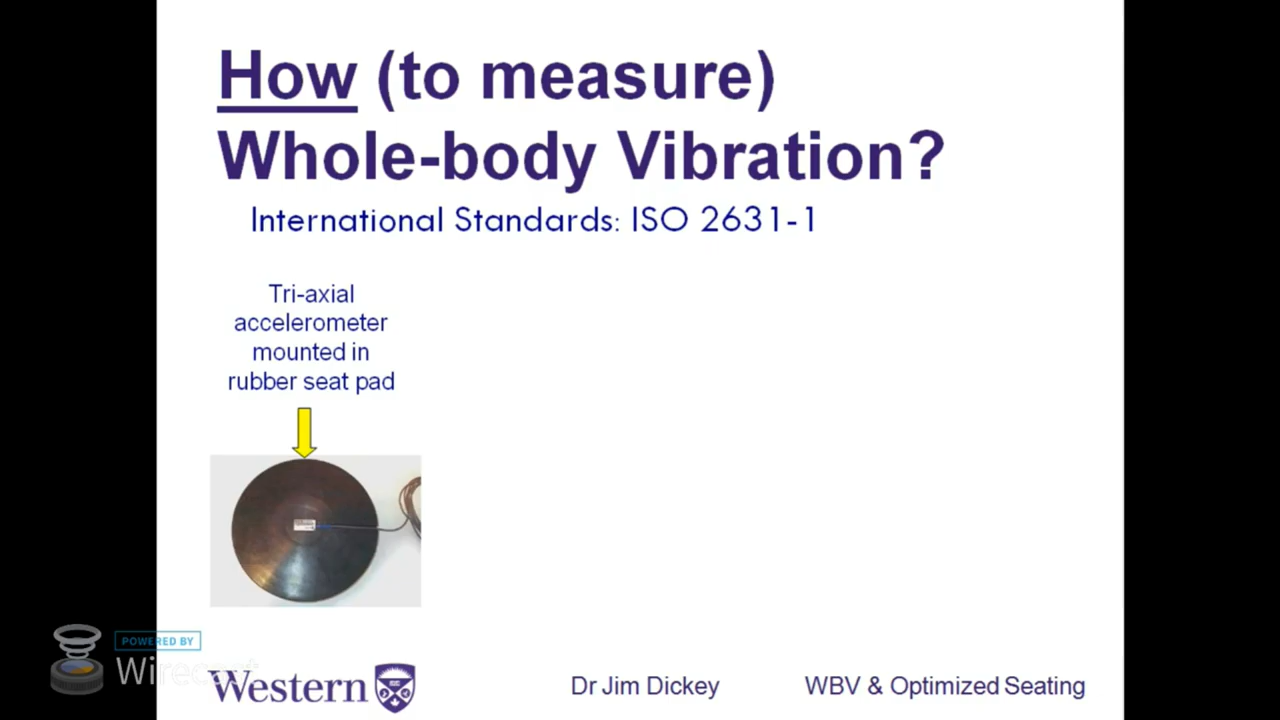 How (to measure)
Whole-body Vibration?
International Standards: ISO 2631-1
Tri-axial
accelerometer
mounted in
rubber seat pad
POWERED BY
Wirecast
Western
Dr Jim Dickey
WBV & Optimized Seating